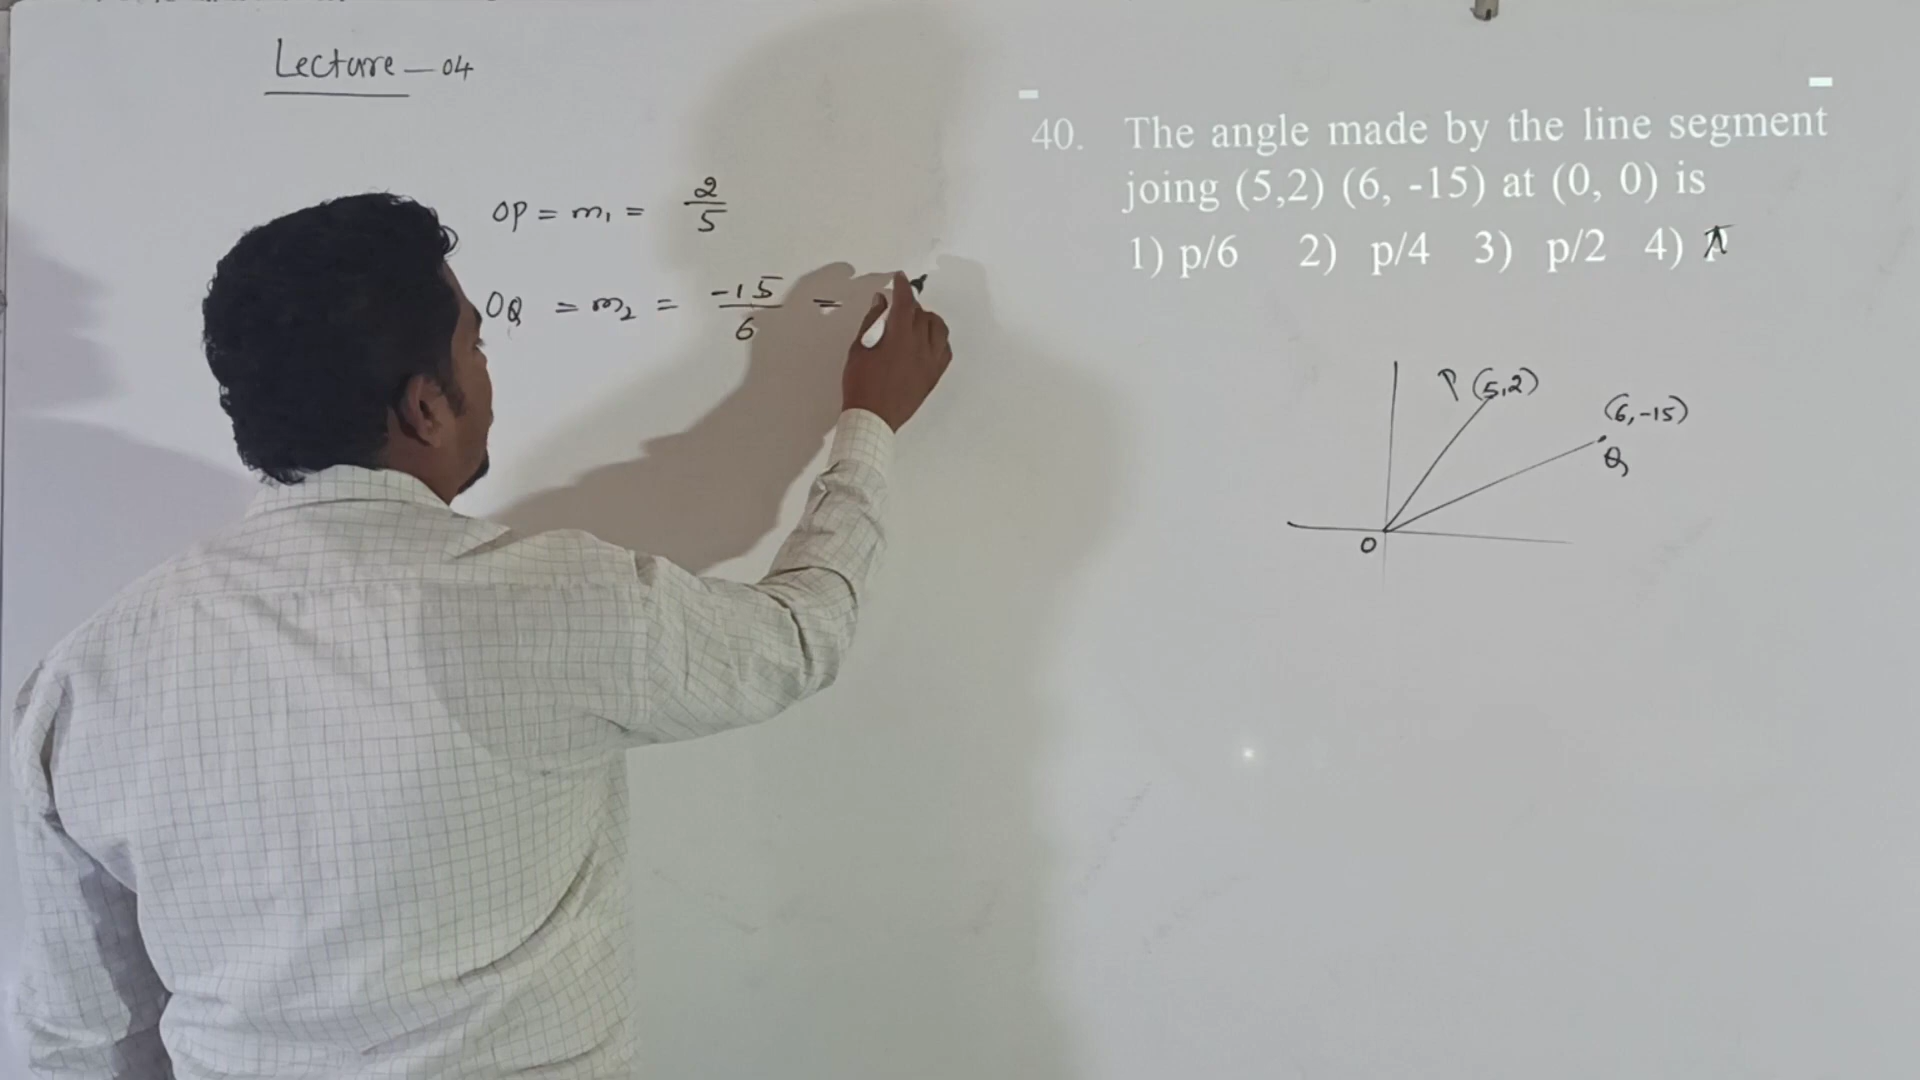 Lecture — 04
OP = m₁ = 2/5
OQ = m₂ = -15/6 =
40. The angle made by the line segment
joing (5,2) (6, -15) at (0, 0) is
1) p/6 2) p/4 3) p/2 4) π
P (5,2)
(6,-15)
Q
O